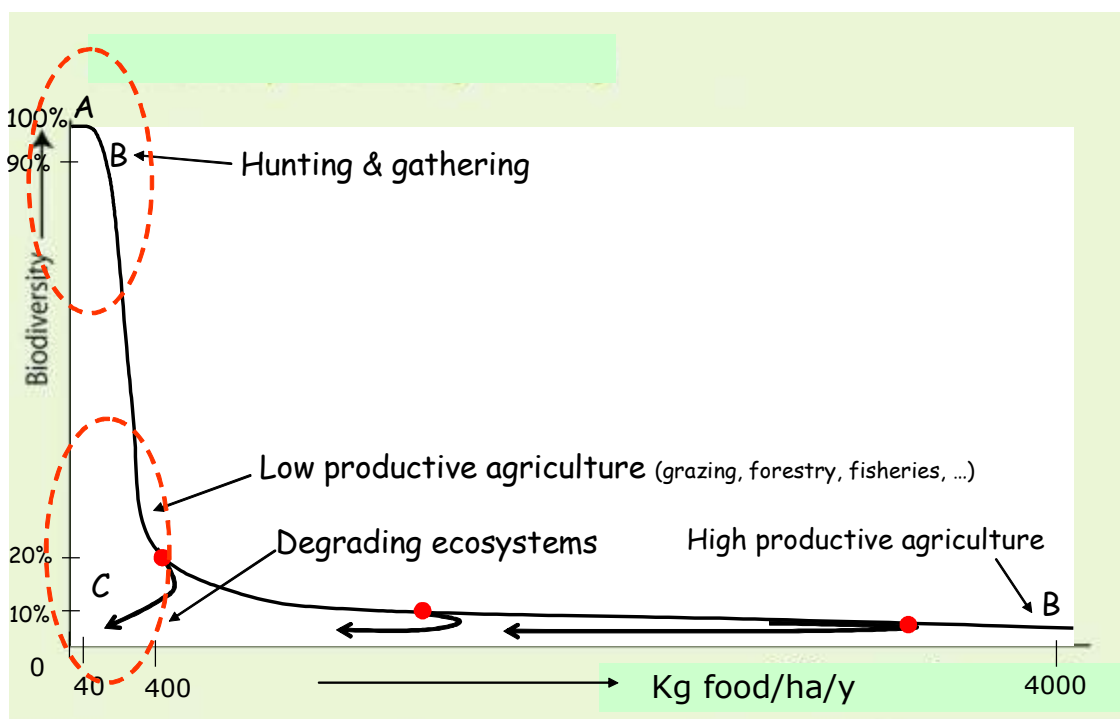 A
100%
B
90%
Hunting & gathering
Biodiversity
Low productive agriculture (grazing, forestry, fisheries, ...)
Degrading ecosystems
High productive agriculture
20%
C
10%
B
0
40
400
Kg food/ha/y
4000